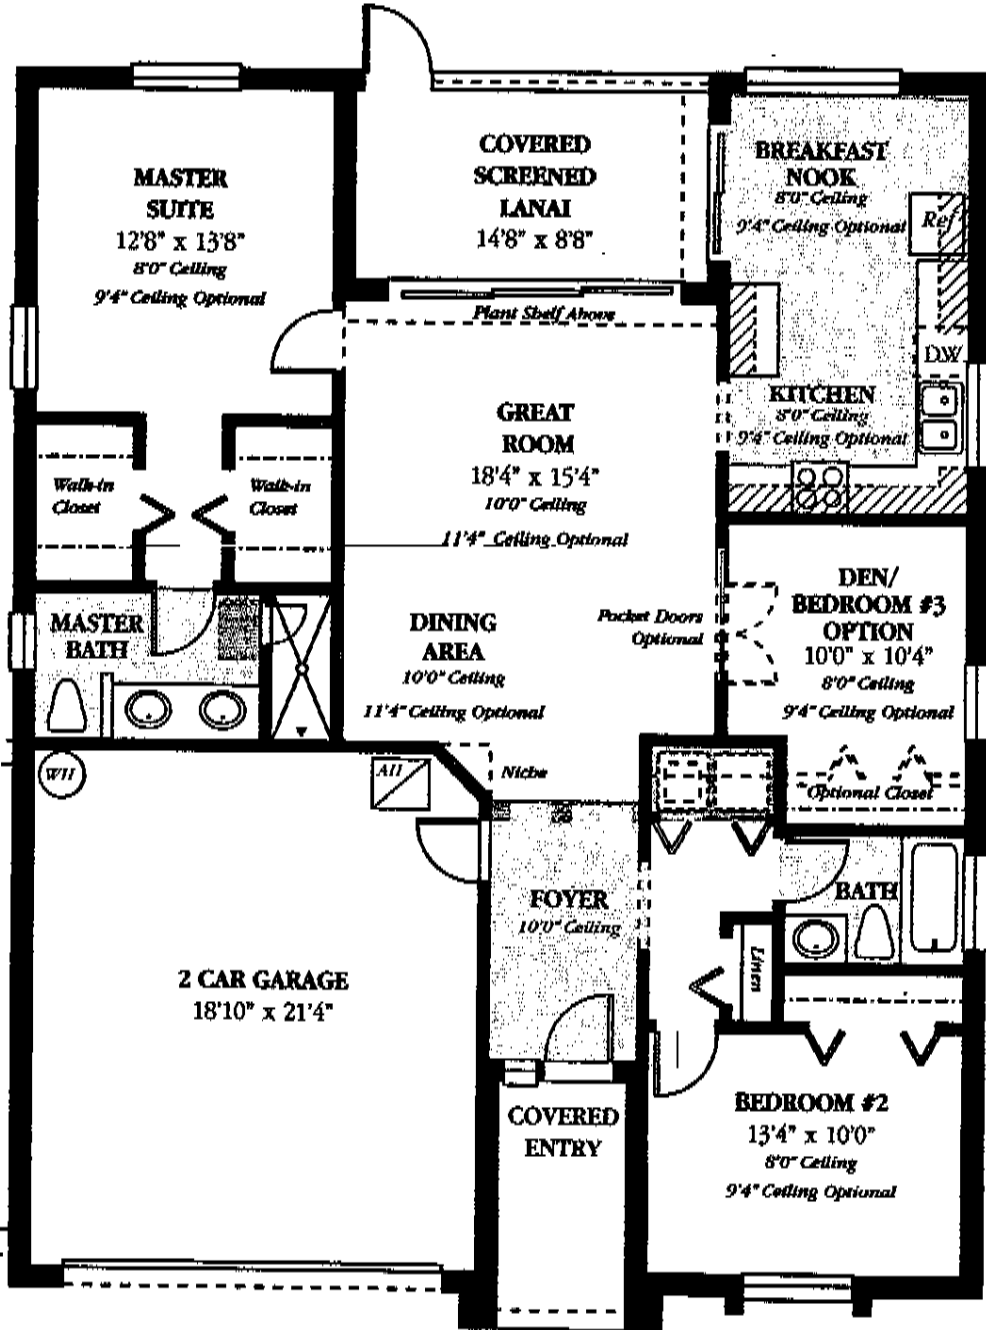 MASTER
SUITE
12'8" x 13'8"
8'0" Ceiling
9'4" Ceiling Optional
COVERED
SCREENED
LANAI
14'8" x 8'8"
BREAKFAST
NOOK
8'0" Ceiling
9'4" Ceiling Optional
Ref
Plant Shelf Above
DW
KITCHEN
8'0" Ceiling
9'4" Ceiling Optional
GREAT
ROOM
18'4" x 15'4"
10'0" Ceiling
11'4" Ceiling Optional
Walk-in
Closet
Walk-in
Closet
MASTER
BATH
DINING
AREA
10'0" Ceiling
11'4" Ceiling Optional
Pocket Doors
Optional
DEN/
BEDROOM #3
OPTION
10'0" x 10'4"
8'0" Ceiling
9'4" Ceiling Optional
Optional Closet
WH
AH
Niche
FOYER
10'0" Ceiling
BATH
Linen
2 CAR GARAGE
18'10" x 21'4"
COVERED
ENTRY
BEDROOM #2
13'4" x 10'0"
8'0" Ceiling
9'4" Ceiling Optional